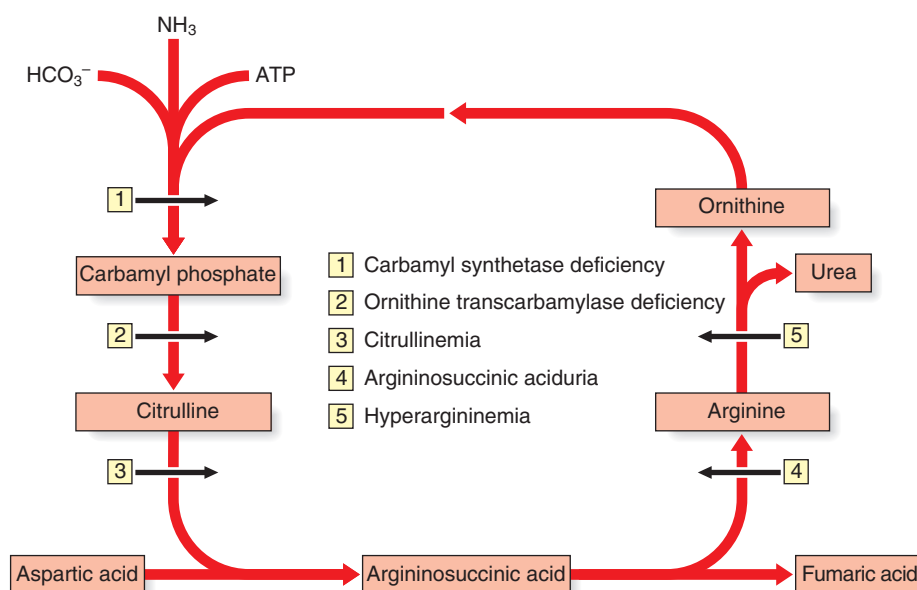 NH₃
HCO₃⁻
ATP
1
Ornithine
Carbamyl phosphate
1 Carbamyl synthetase deficiency
Urea
2 Ornithine transcarbamylase deficiency
2
3 Citrullinemia
5
4 Argininosuccinic aciduria
Citrulline
5 Hyperargininemia
Arginine
3
4
Aspartic acid
Argininosuccinic acid
Fumaric acid